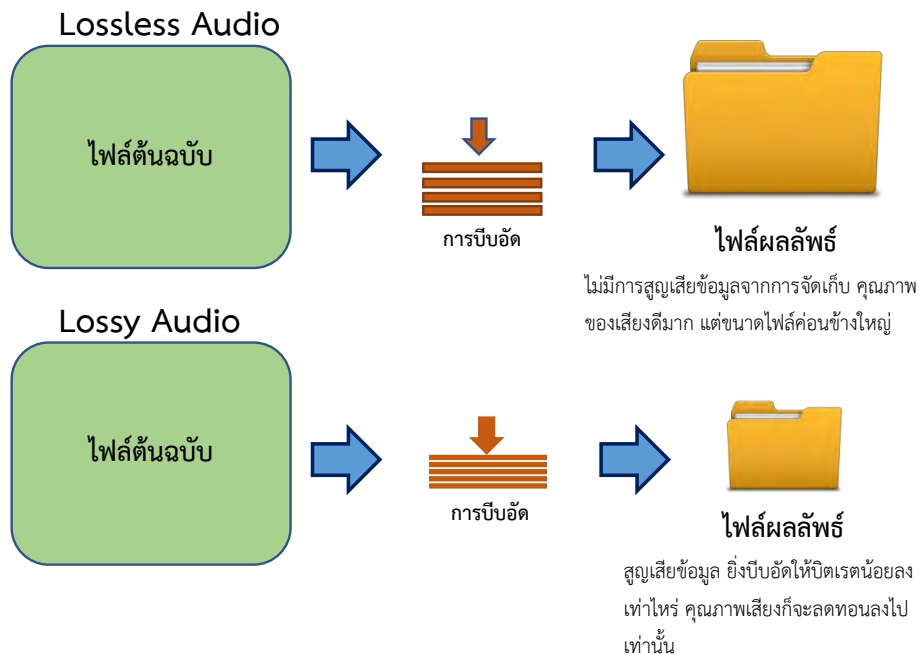 Lossless Audio
ไฟล์ต้นฉบับ
การบีบอัด
ไฟล์ผลลัพธ์
ไม่มีการสูญเสียข้อมูลจากการจัดเก็บ คุณภาพ
ของเสียงดีมาก แต่ขนาดไฟล์ค่อนข้างใหญ่
Lossy Audio
ไฟล์ต้นฉบับ
การบีบอัด
ไฟล์ผลลัพธ์
สูญเสียข้อมูล ยิ่งบีบอัดให้บิตเรตน้อยลง
เท่าไหร่ คุณภาพเสียงก็จะลดทอนลงไป
เท่านั้น